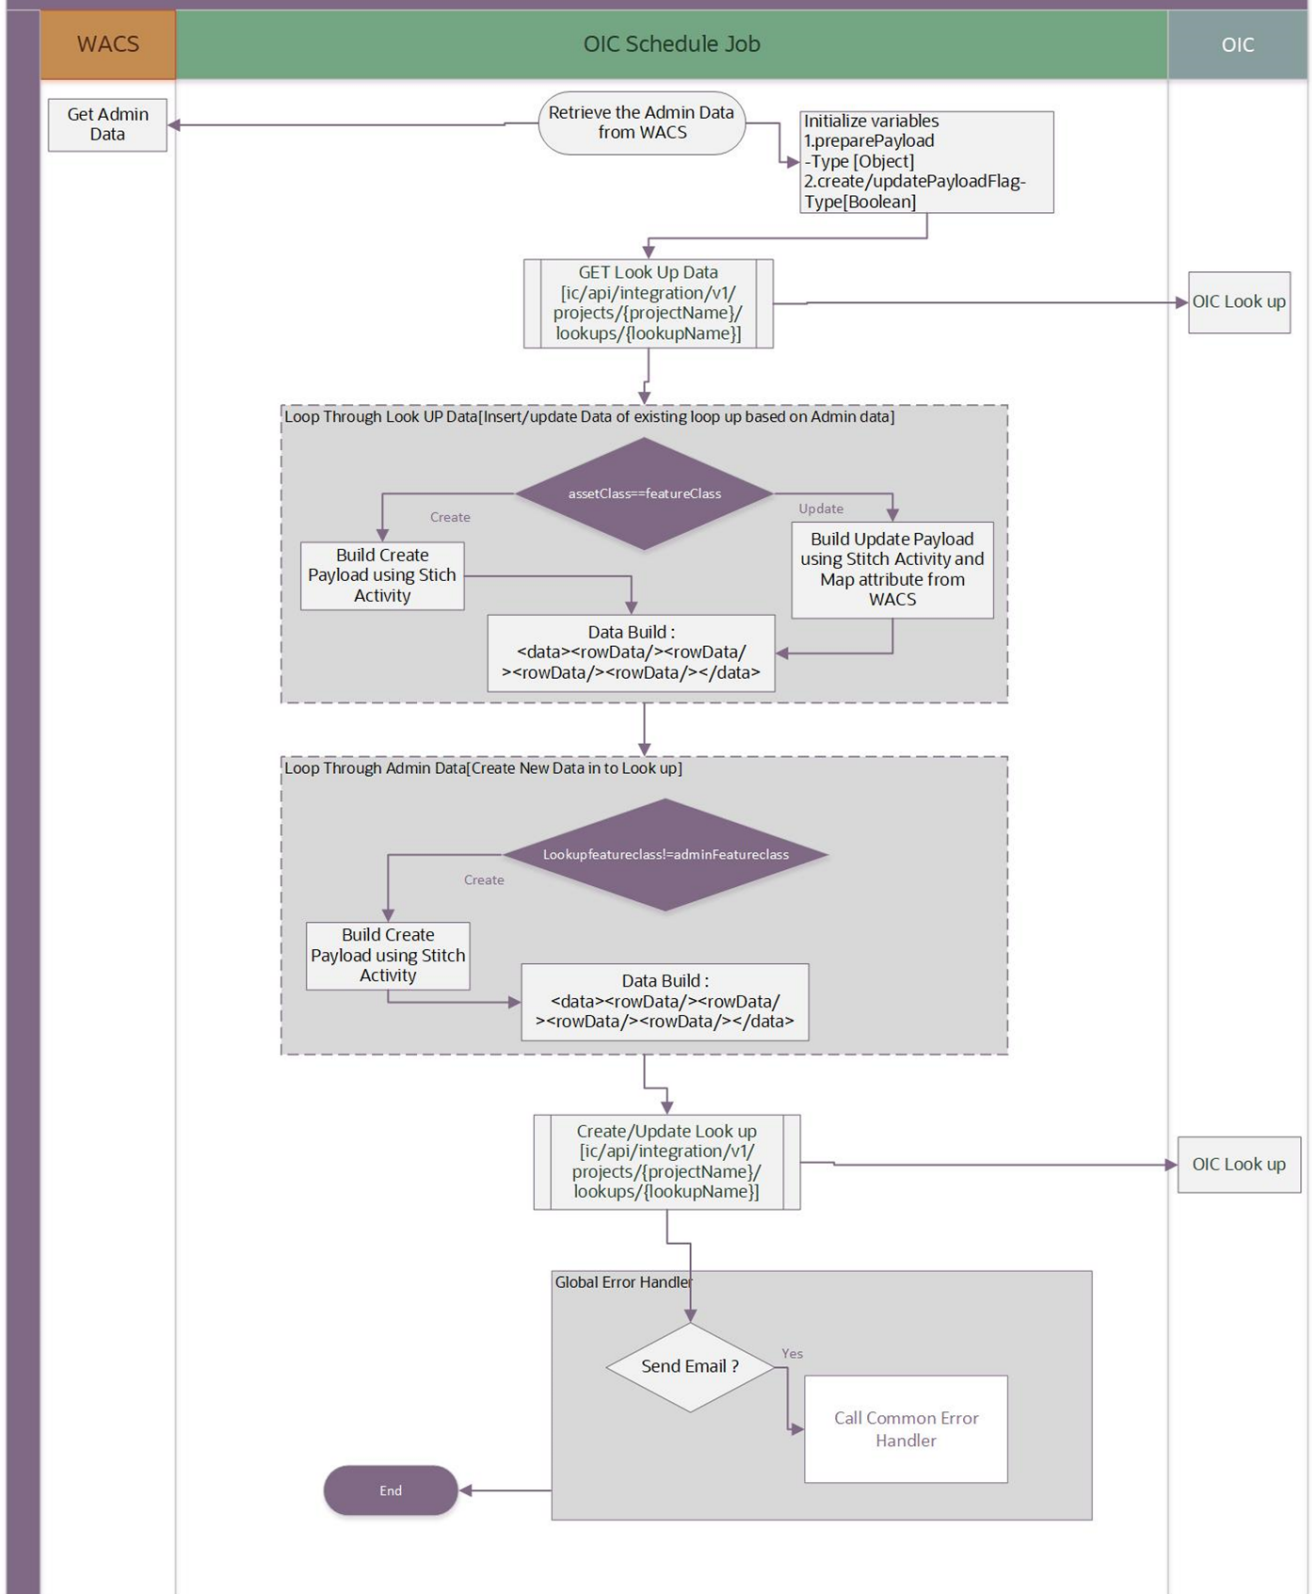 WACS
OIC Schedule Job
OIC
Get Admin
Data
Retrieve the Admin Data
from WACS
Initialize variables
1.preparePayload
-Type [Object]
2.create/updatePayloadFlag-
Type[Boolean]
GET Look Up Data
[ic/api/integration/v1/
projects/{projectName}/
lookups/{lookupName}]
OIC Look up
Loop Through Look UP Data[Insert/update Data of existing loop up based on Admin data]
assetClass==featureClass
Create
Update
Build Create
Payload using Stich
Activity
Build Update Payload
using Stitch Activity and
Map attribute from
WACS
Data Build :
<data><rowData/><rowData/
><rowData/><rowData/></data>
Loop Through Admin Data[Create New Data in to Look up]
Lookupfeatureclass!=adminFeatureclass
Create
Build Create
Payload using Stitch
Activity
Data Build :
<data><rowData/><rowData/
><rowData/><rowData/></data>
Create/Update Look up
[ic/api/integration/v1/
projects/{projectName}/
lookups/{lookupName}]
OIC Look up
Global Error Handler
Send Email ?
Yes
Call Common Error
Handler
End